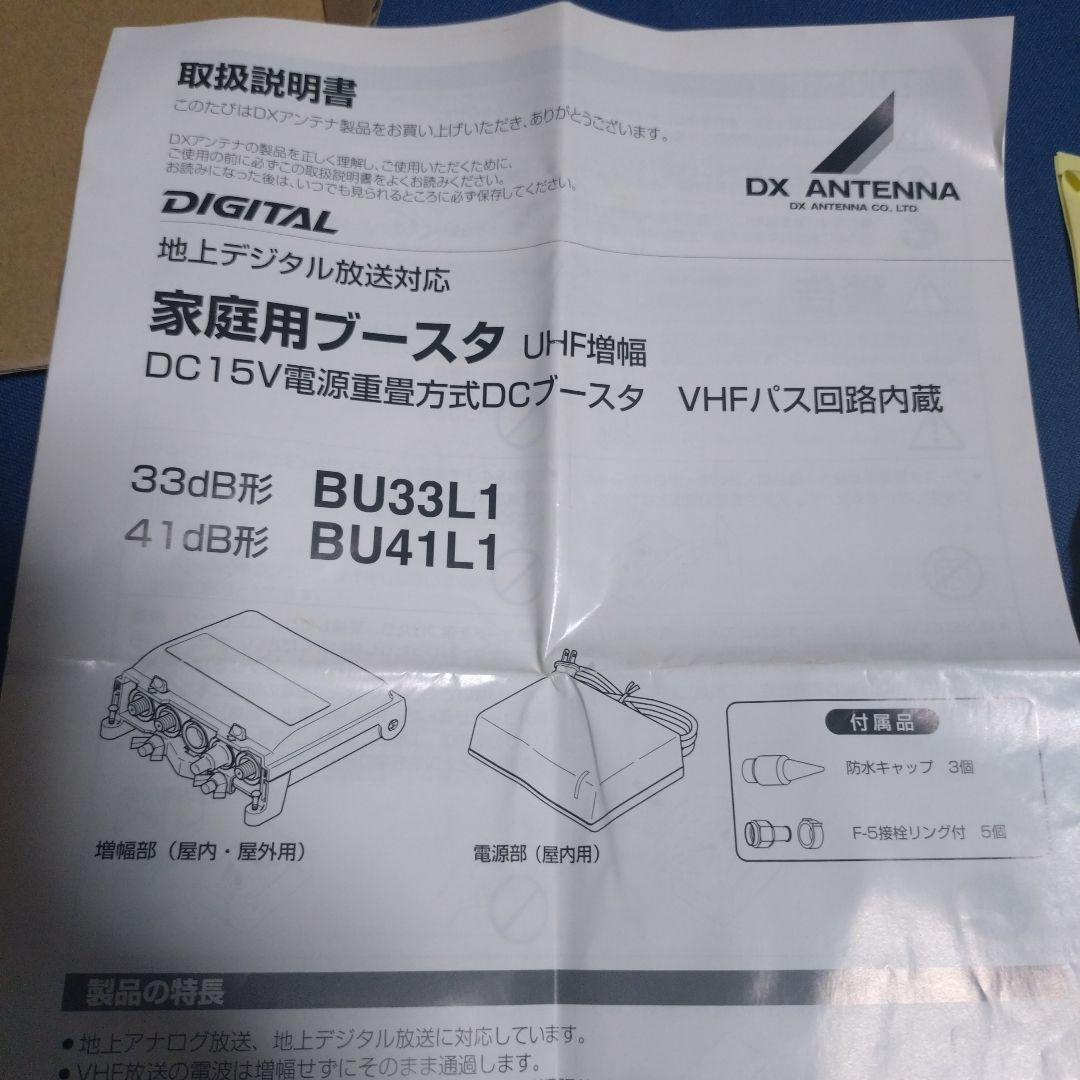 取扱説明書
このたびはDXアンテナ製品をお買い上げいただき、ありがとうございます。
DXアンテナの製品を正しく理解し、ご使用いただくために、
ご使用の前に必ずこの取扱説明書をよくお読みください。
お読みになった後は、いつでも見られるところに必ず保存してください。
DX ANTENNA
DX ANTENNA CO., LTD.
DIGITAL
地上デジタル放送対応
家庭用ブースタ UHF増幅
DC15V電源重畳方式DCブースタ VHFパス回路内蔵
33dB形 BU33L1
41dB形 BU41L1
付属品
防水キャップ 3個
F-5接栓リング付 5個
増幅部（屋内・屋外用）
電源部（屋内用）
製品の特長
●地上アナログ放送、地上デジタル放送に対応しています。
●VHF放送の電波は増幅せずにそのまま通過します。